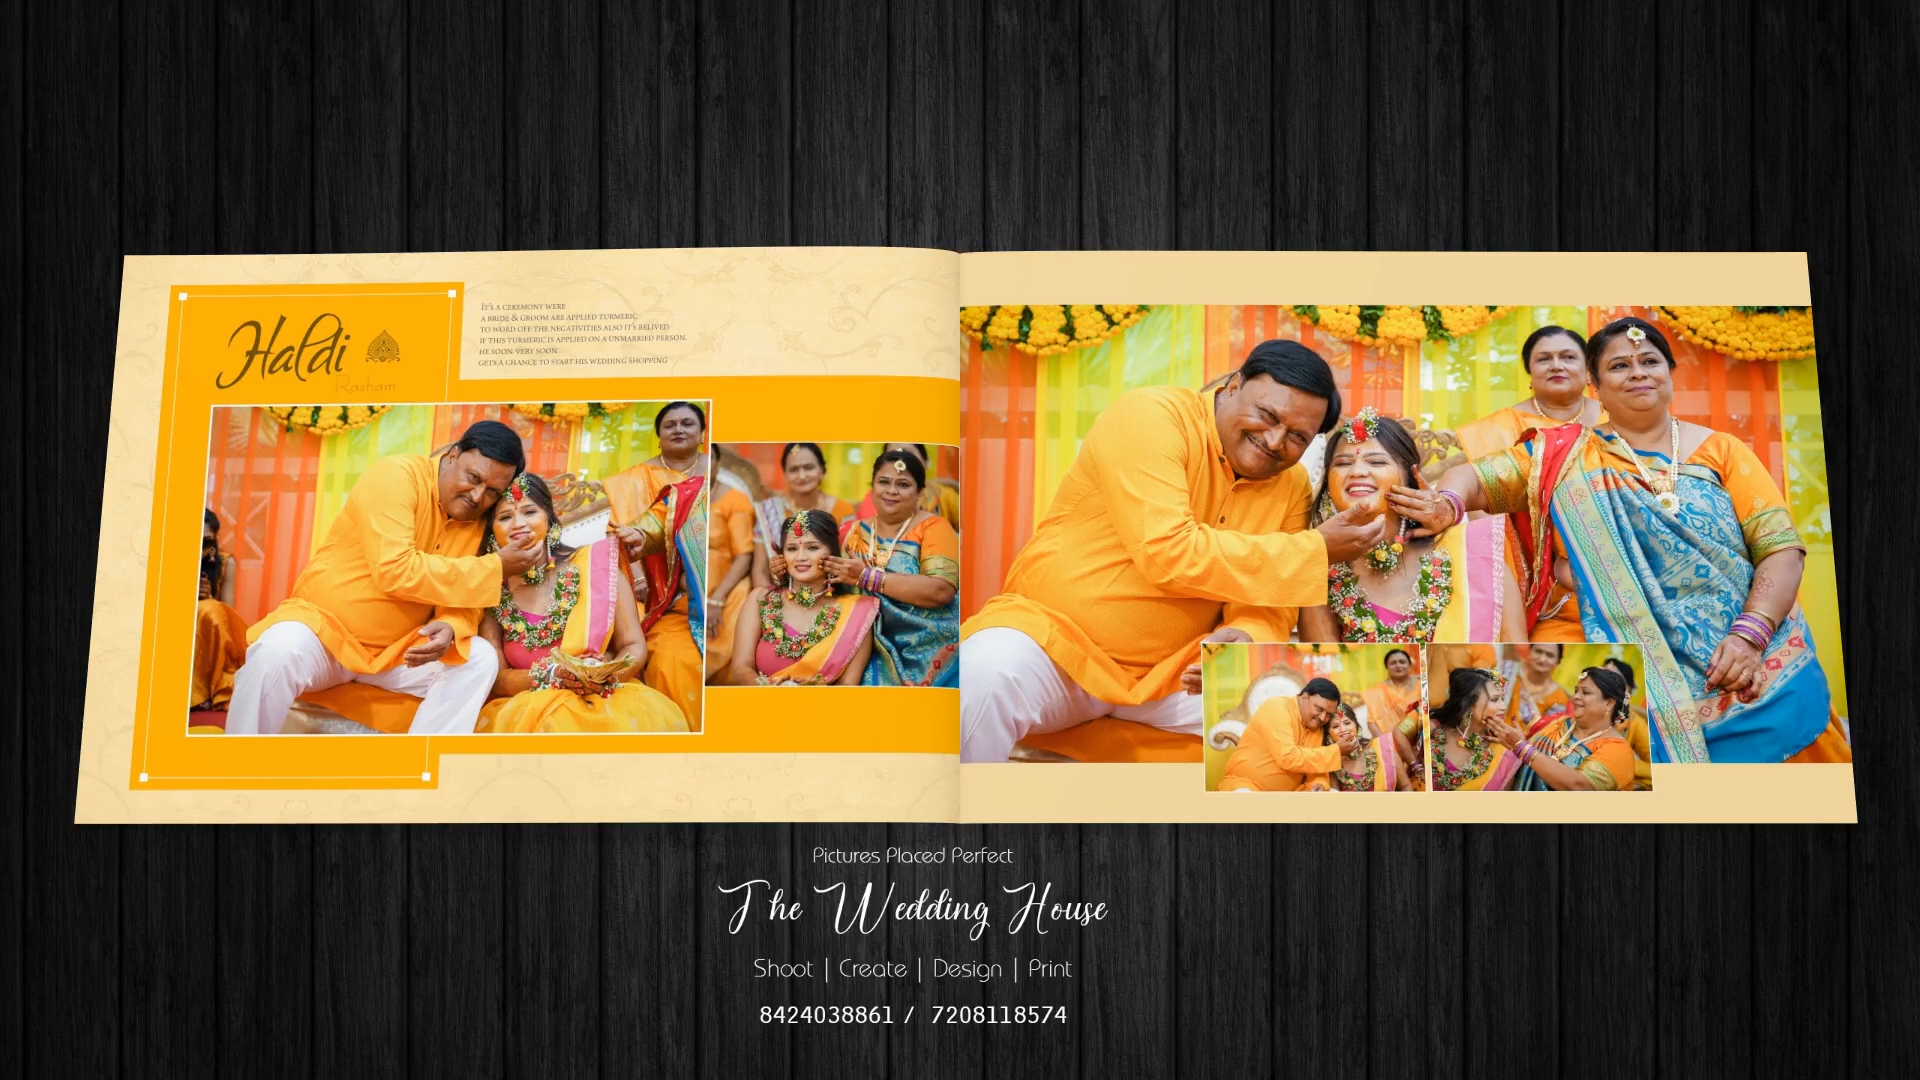 Haldi
Rasham
It's a ceremony were
a bride & groom are applied turmeric
to word off the negativities also it's belived
if this turmeric is applied on a unmarried person.
he soon, very soon
gets a chance to start his wedding shopping
Pictures Placed Perfect
The Wedding House
Shoot | Create | Design | Print
8424038861 / 7208118574